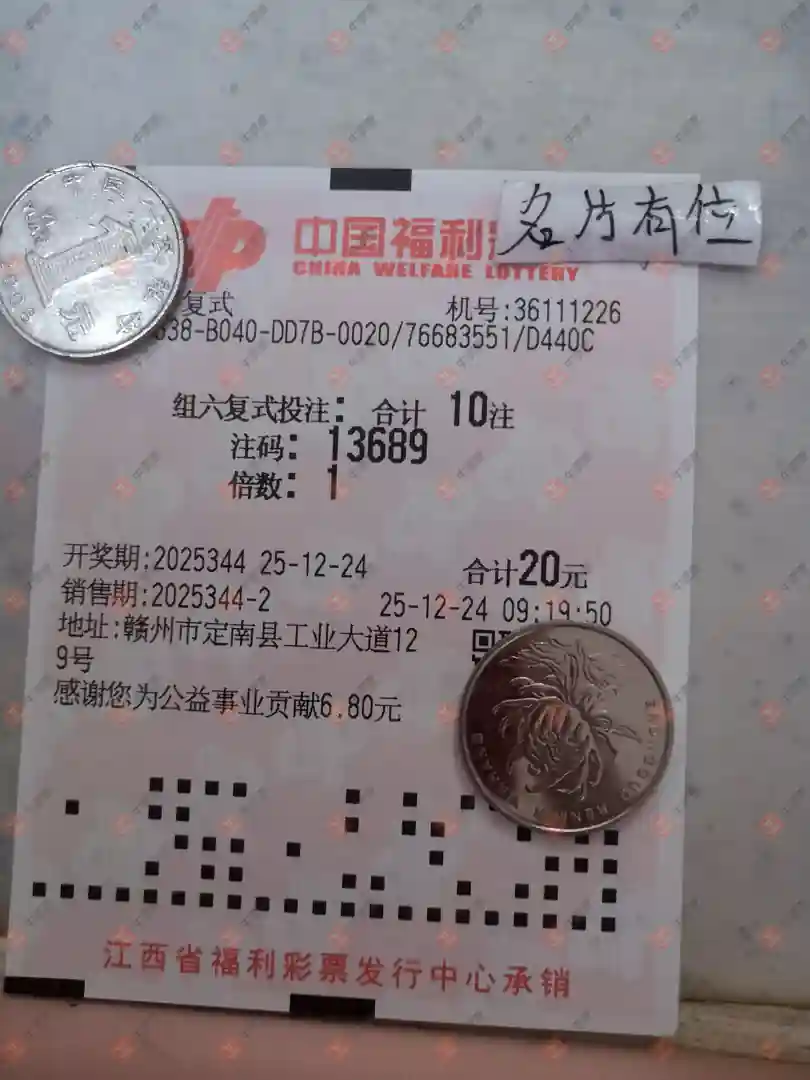 中国福利
名片有位
CHINA WELFARE LOTTERY
复式 机号:36111226
38-B040-DD7B-0020/76683551/D440C
组六复式投注: 合计 10注
注码: 13689
倍数: 1
开奖期:2025344 25-12-24 合计20元
销售期:2025344-2 25-12-24 09:19:50
地址:赣州市定南县工业大道12
9号
感谢您为公益事业贡献6.80元
江西省福利彩票发行中心承销